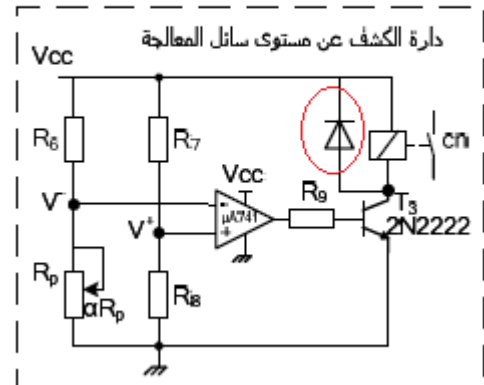 دارة الكشف عن مستوى سائل المعالجة
Vcc
R6
R7
cn
V-
Vcc
R9
T3
-
μA741
+
2N2222
V+
Rp
αRp
R8